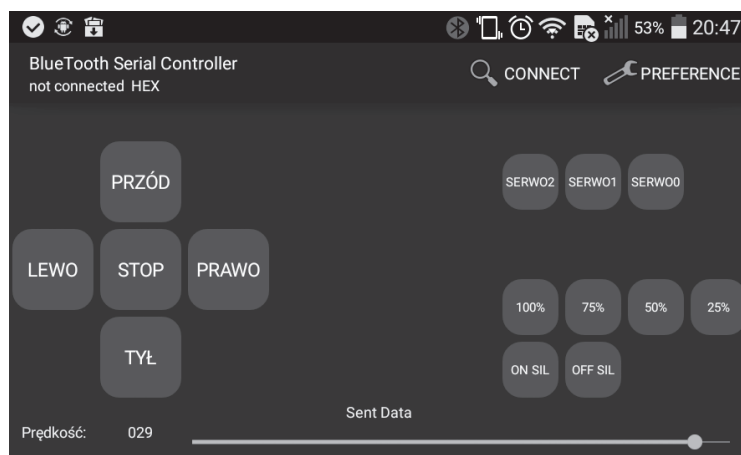 53% 20:47
BlueTooth Serial Controller
not connected HEX
CONNECT
PREFERENCE
PRZÓD
SERWO2 SERWO1 SERWO0
LEWO STOP PRAWO
100% 75% 50% 25%
TYŁ
ON SIL OFF SIL
Sent Data
Prędkość: 029